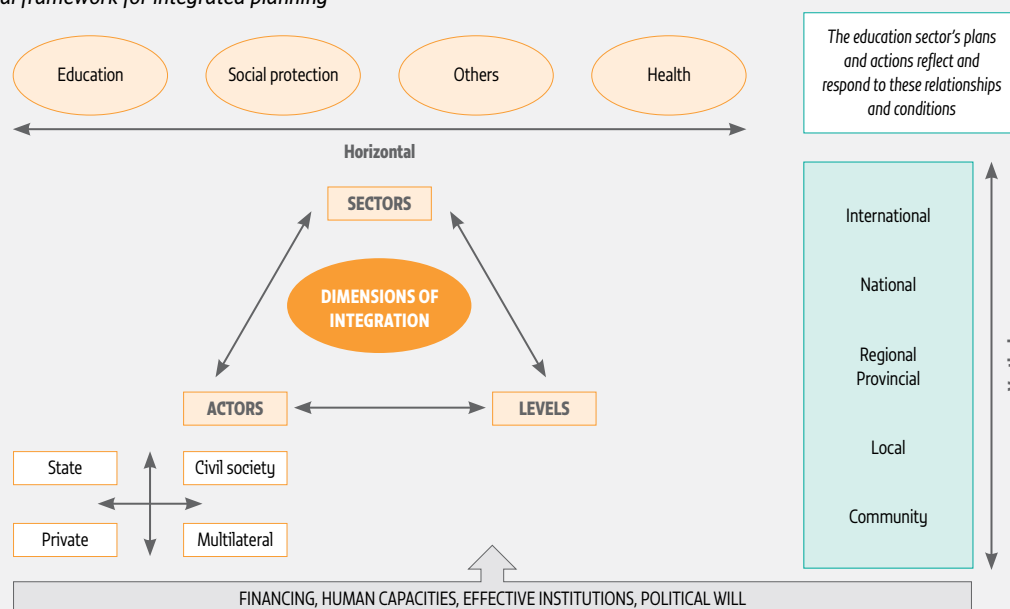 framework for integrated planning
Education
Social protection
Others
Health
The education sector's plans
and actions reflect and
respond to these relationships
and conditions
Horizontal
SECTORS
DIMENSIONS OF
INTEGRATION
ACTORS
LEVELS
International
National
Regional
Provincial
Local
Community
State
Civil society
Private
Multilateral
FINANCING, HUMAN CAPACITIES, EFFECTIVE INSTITUTIONS, POLITICAL WILL